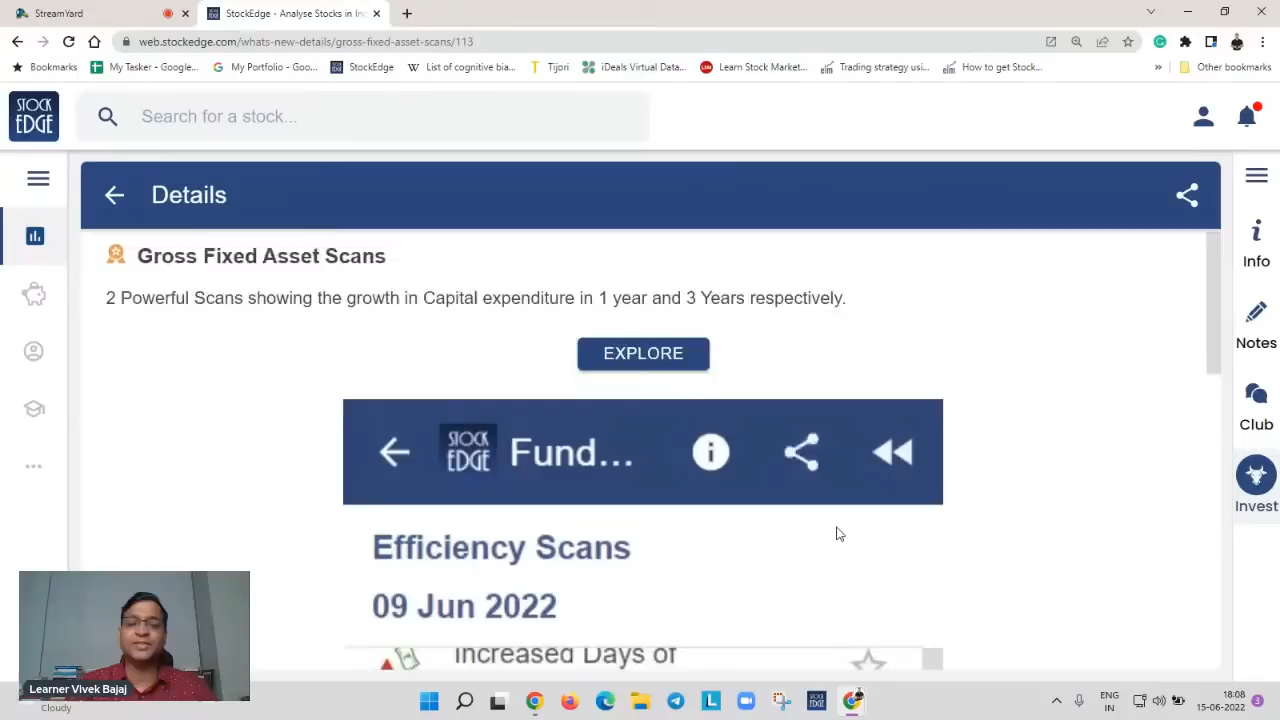 StreamYard
StockEdge - Analyse Stocks in In
web.stockedge.com/whats-new-details/gross-fixed-asset-scans/113
Bookmarks
My Tasker - Google...
My Portfolio - Goo...
StockEdge
List of cognitive bia...
Tijori
iDeals Virtual Data...
Learn Stock Market...
Trading strategy usi...
How to get Stock...
Other bookmarks
STOCK
EDGE
Search for a stock...
Details
Gross Fixed Asset Scans
2 Powerful Scans showing the growth in Capital expenditure in 1 year and 3 Years respectively.
EXPLORE
STOCK
EDGE
Fund...
Efficiency Scans
09 Jun 2022
Increased Days of
Info
Notes
Club
Invest
Learner Vivek Bajaj
Cloudy
ENG
IN
18:08
15-06-2022